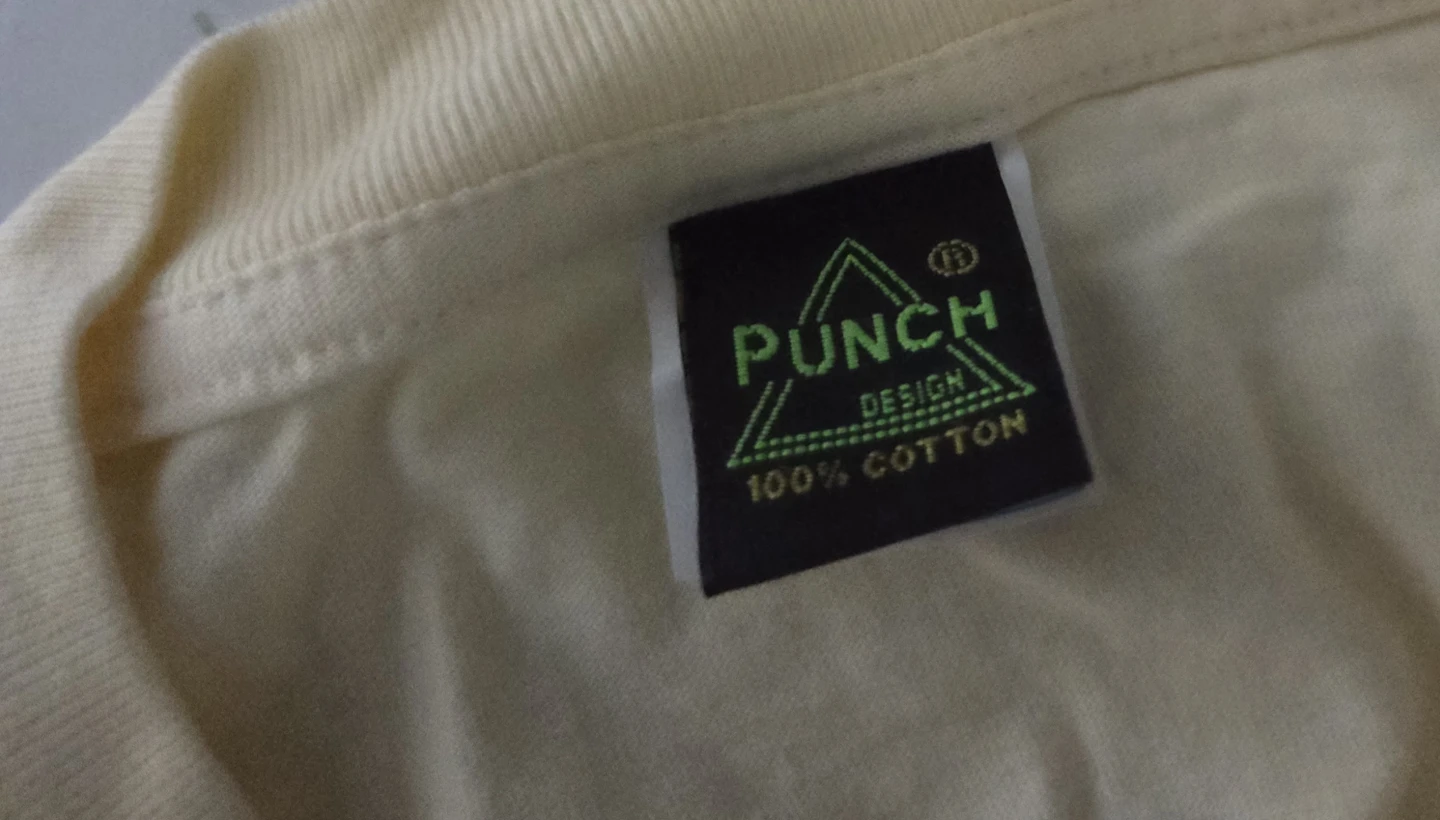 ®
PUNCH
DESIGN
100% COTTON